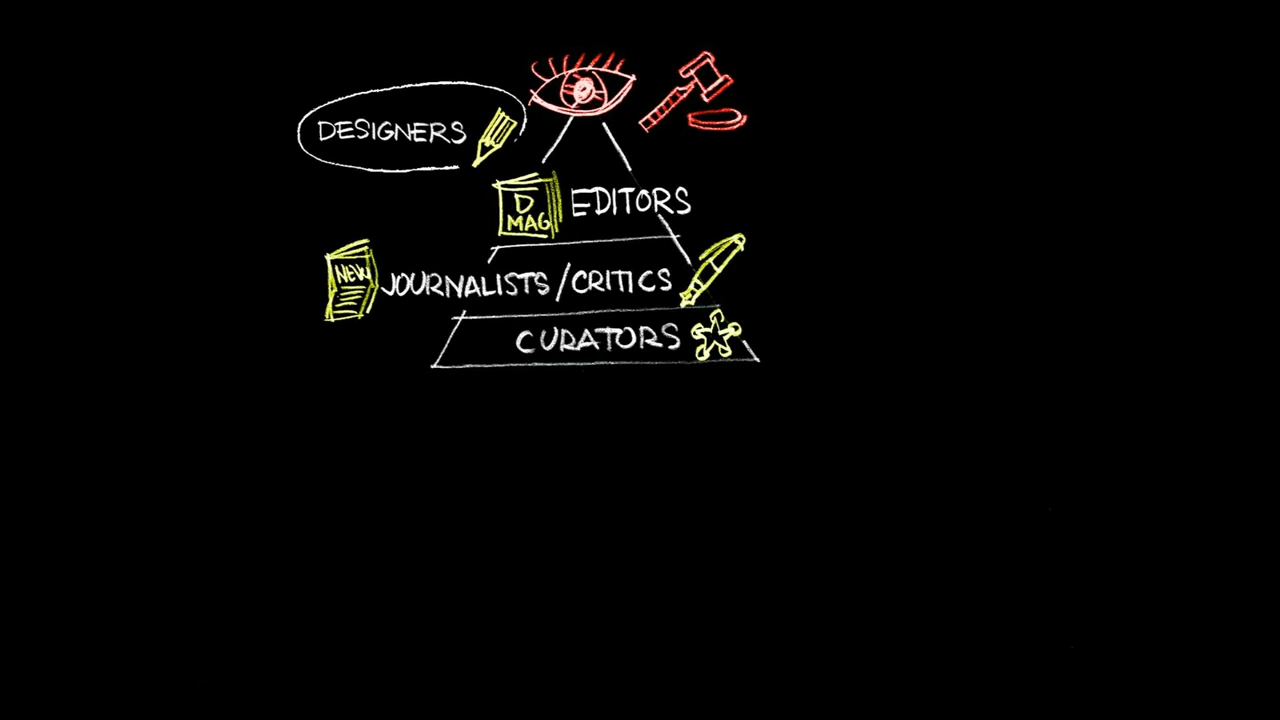 DESIGNERS
D
MAG
EDITORS
NEW
JOURNALISTS/CRITICS
CURATORS